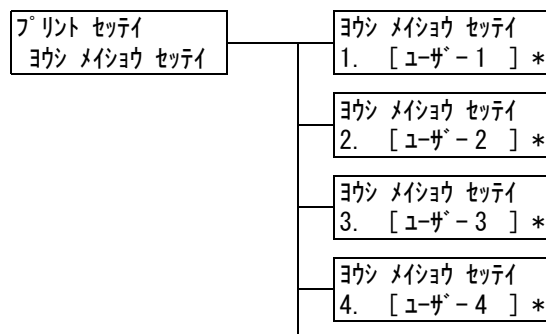 ﾌﾟﾘﾝﾄ ｾｯﾃｲ
ﾖｳｼ ﾒｲｼｮｳ ｾｯﾃｲ
ﾖｳｼ ﾒｲｼｮｳ ｾｯﾃｲ
1. [ﾕｰｻﾞｰ1 ] *
ﾖｳｼ ﾒｲｼｮｳ ｾｯﾃｲ
2. [ﾕｰｻﾞｰ2 ] *
ﾖｳｼ ﾒｲｼｮｳ ｾｯﾃｲ
3. [ﾕｰｻﾞｰ3 ] *
ﾖｳｼ ﾒｲｼｮｳ ｾｯﾃｲ
4. [ﾕｰｻﾞｰ4 ] *